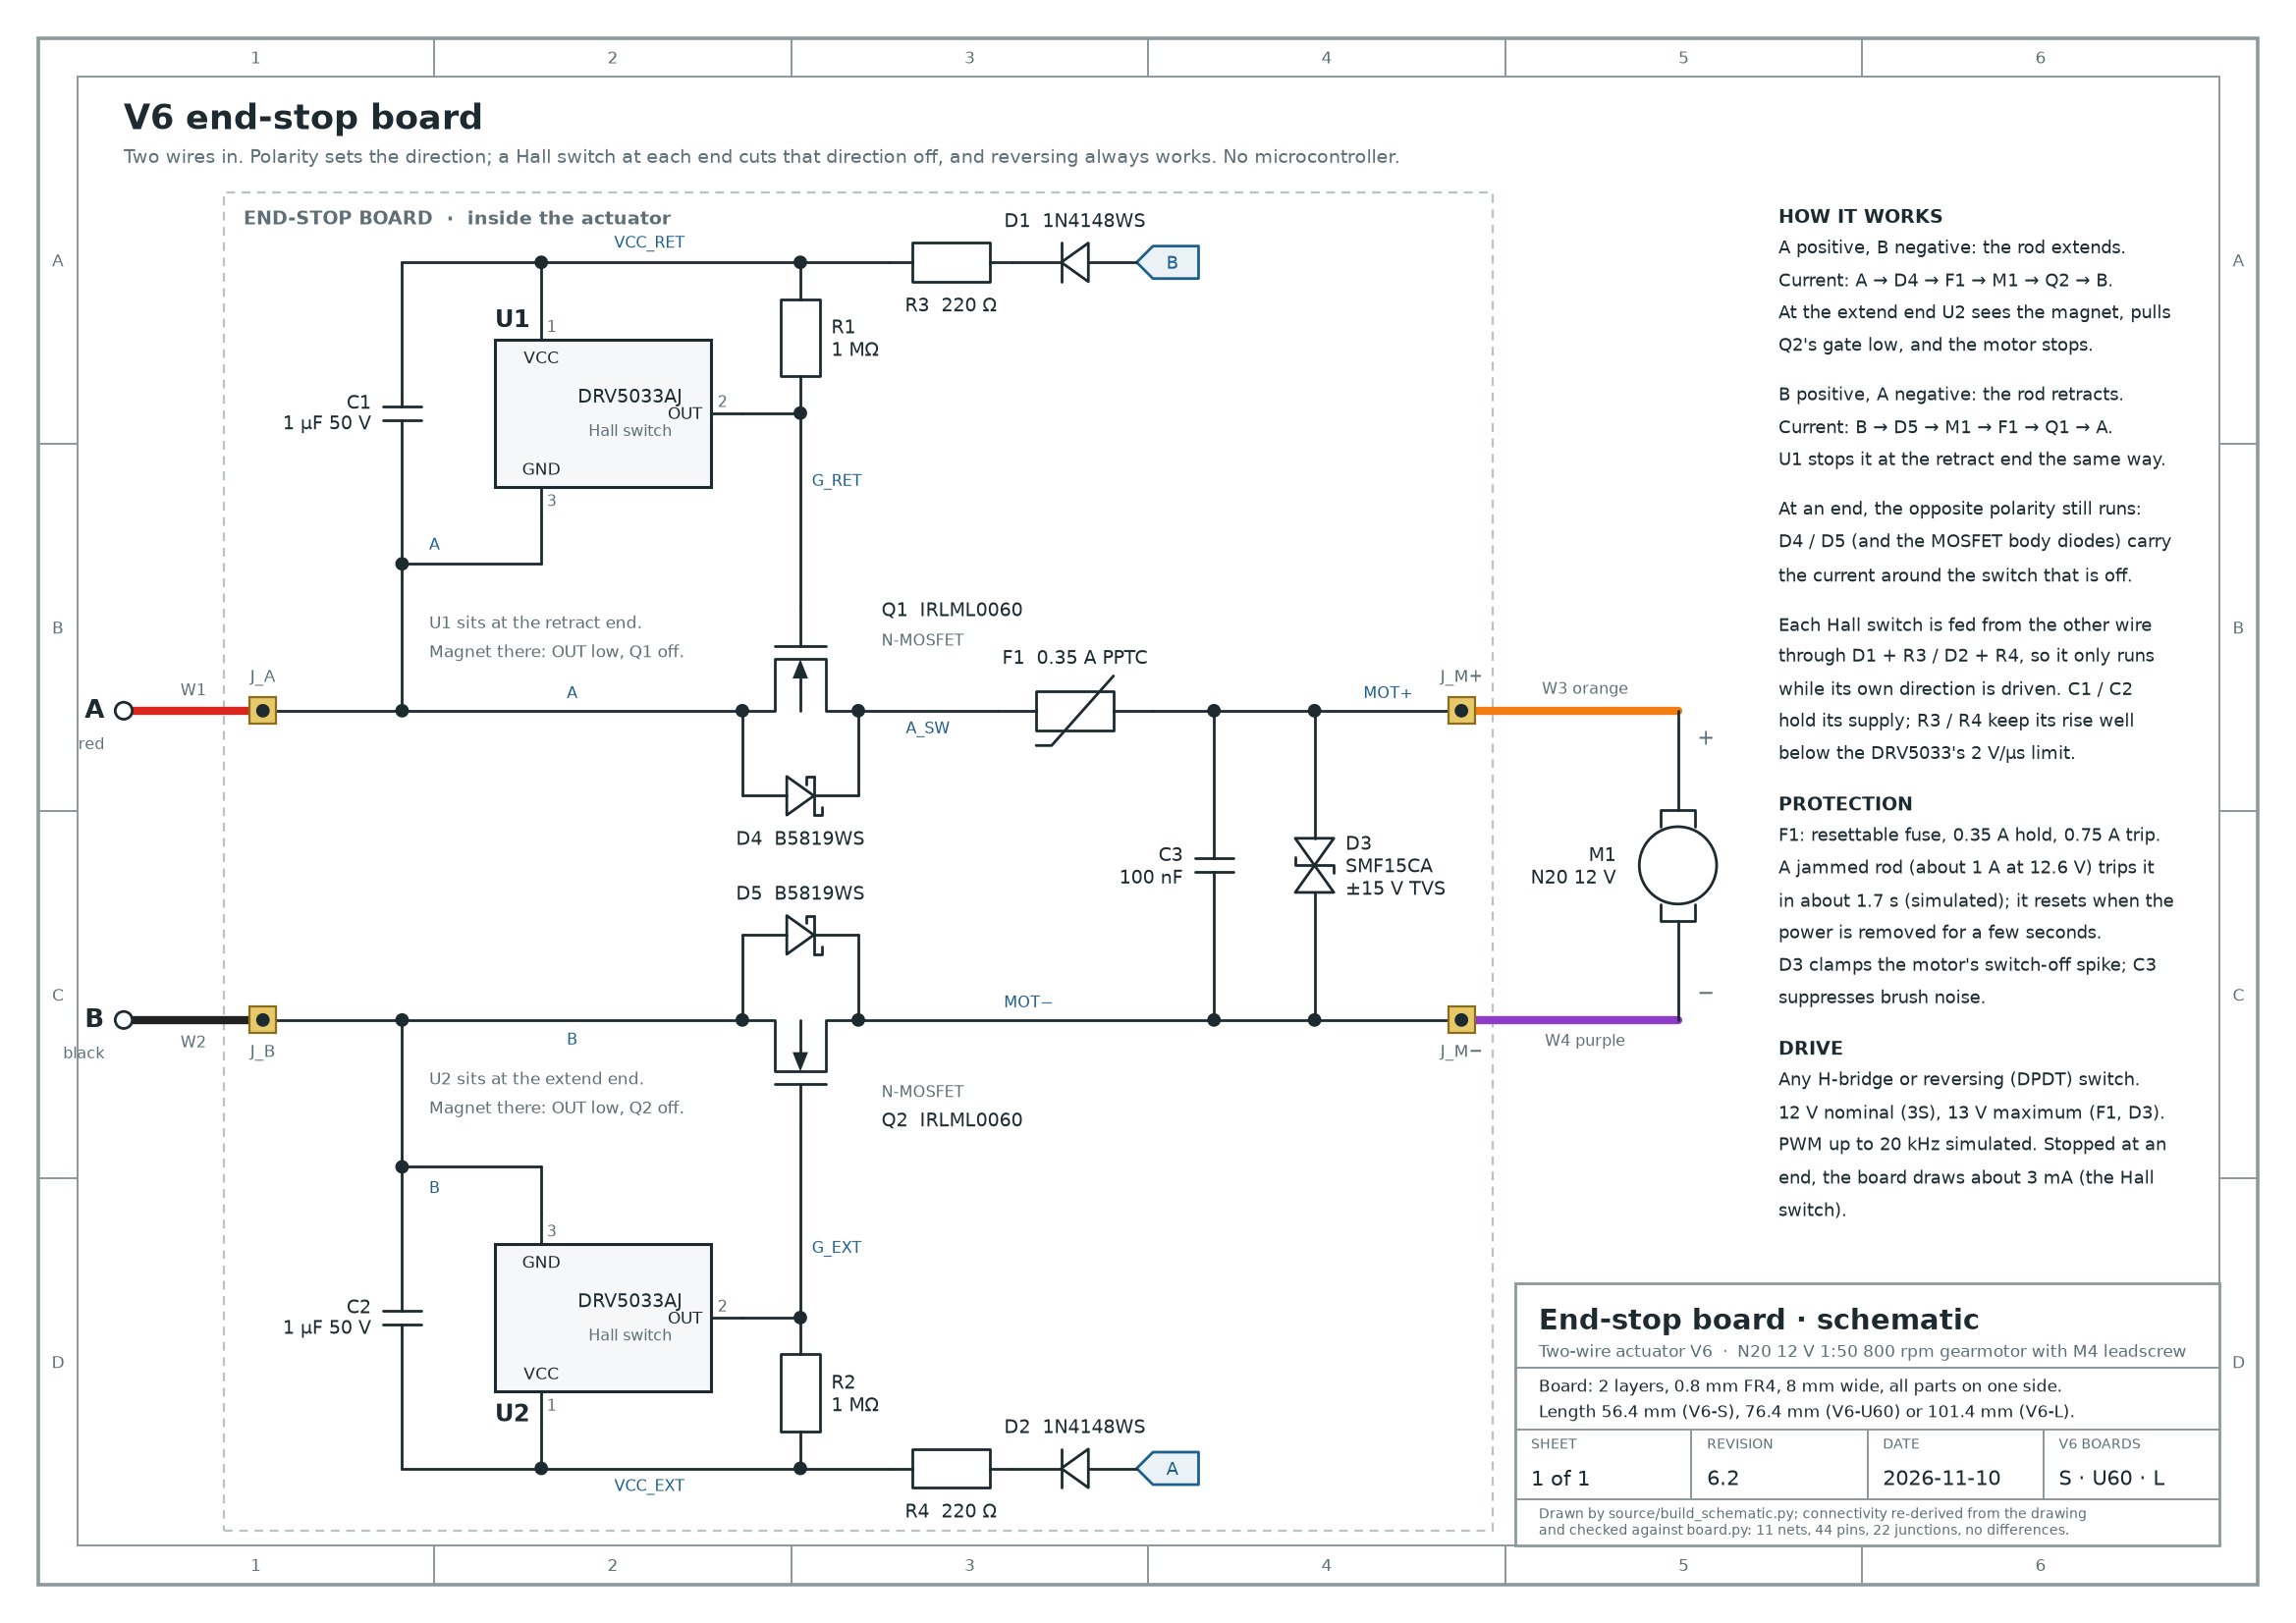 1 2 3 4 5 6
V6 end-stop board
Two wires in. Polarity sets the direction; a Hall switch at each end cuts that direction off, and reversing always works. No microcontroller.
END-STOP BOARD · inside the actuator
VCC_RET
D1 1N4148WS
B
R3 220 Ω
A
A
U1
1
VCC
DRV5033AJ
OUT
2
Hall switch
GND
3
R1
1 MΩ
C1
1 µF 50 V
G_RET
A
U1 sits at the retract end.
Magnet there: OUT low, Q1 off.
Q1 IRLML0060
N-MOSFET
F1 0.35 A PPTC
B
B
A
red
W1
J_A
A
A_SW
MOT+
J_M+
W3 orange
+
D4 B5819WS
D5 B5819WS
C3
100 nF
D3
SMF15CA
±15 V TVS
M1
N20 12 V
C
C
B
black
W2
J_B
B
MOT−
J_M−
W4 purple
−
U2 sits at the extend end.
Magnet there: OUT low, Q2 off.
N-MOSFET
Q2 IRLML0060
B
3
GND
DRV5033AJ
OUT
2
Hall switch
VCC
U2
1
G_EXT
C2
1 µF 50 V
R2
1 MΩ
D2 1N4148WS
A
VCC_EXT
R4 220 Ω
D
D
HOW IT WORKS
A positive, B negative: the rod extends.
Current: A → D4 → F1 → M1 → Q2 → B.
At the extend end U2 sees the magnet, pulls
Q2's gate low, and the motor stops.
B positive, A negative: the rod retracts.
Current: B → D5 → M1 → F1 → Q1 → A.
U1 stops it at the retract end the same way.
At an end, the opposite polarity still runs:
D4 / D5 (and the MOSFET body diodes) carry
the current around the switch that is off.
Each Hall switch is fed from the other wire
through D1 + R3 / D2 + R4, so it only runs
while its own direction is driven. C1 / C2
hold its supply; R3 / R4 keep its rise well
below the DRV5033's 2 V/µs limit.
PROTECTION
F1: resettable fuse, 0.35 A hold, 0.75 A trip.
A jammed rod (about 1 A at 12.6 V) trips it
in about 1.7 s (simulated); it resets when the
power is removed for a few seconds.
D3 clamps the motor's switch-off spike; C3
suppresses brush noise.
DRIVE
Any H-bridge or reversing (DPDT) switch.
12 V nominal (3S), 13 V maximum (F1, D3).
PWM up to 20 kHz simulated. Stopped at an
end, the board draws about 3 mA (the Hall
switch).
End-stop board · schematic
Two-wire actuator V6 · N20 12 V 1:50 800 rpm gearmotor with M4 leadscrew
Board: 2 layers, 0.8 mm FR4, 8 mm wide, all parts on one side.
Length 56.4 mm (V6-S), 76.4 mm (V6-U60) or 101.4 mm (V6-L).
SHEET REVISION DATE V6 BOARDS
1 of 1 6.2 2026-11-10 S · U60 · L
Drawn by source/build_schematic.py; connectivity re-derived from the drawing
and checked against board.py: 11 nets, 44 pins, 22 junctions, no differences.
1 2 3 4 5 6